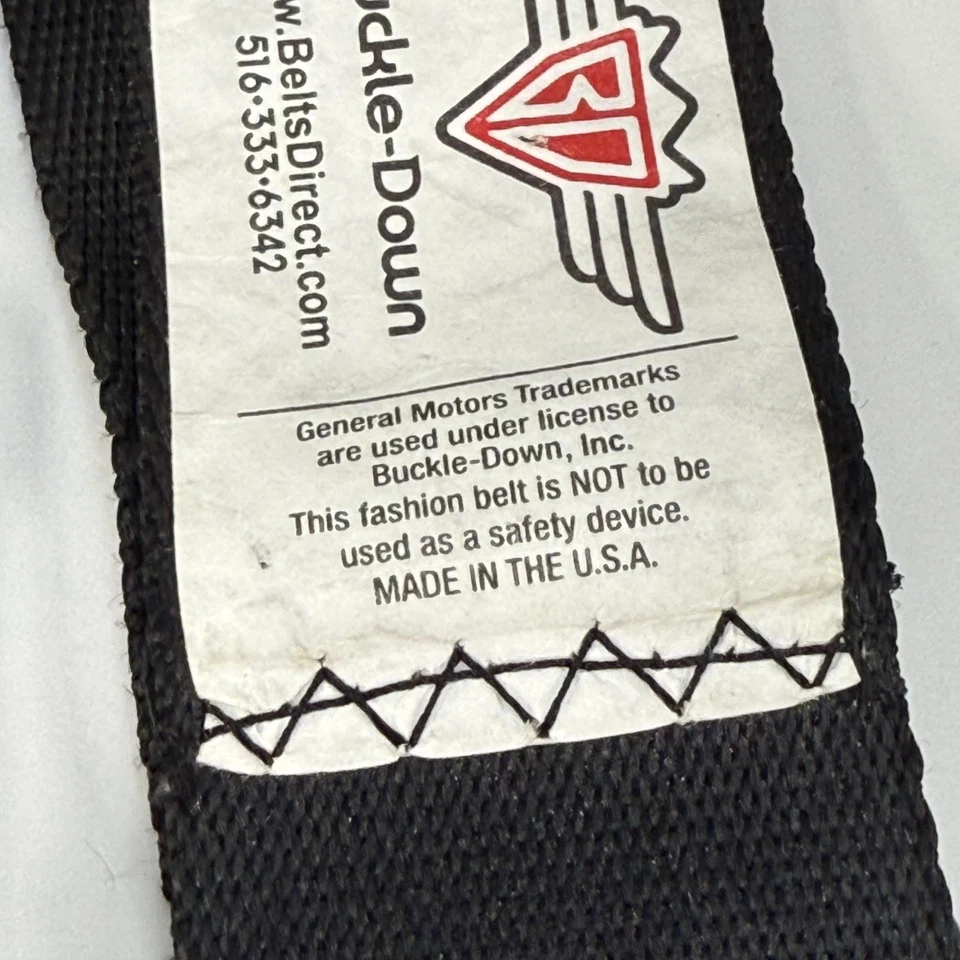 BD
uckle-Down
w.BeltsDirect.com
516•333•6342
General Motors Trademarks
are used under license to
Buckle-Down, Inc.
This fashion belt is NOT to be
used as a safety device.
MADE IN THE U.S.A.